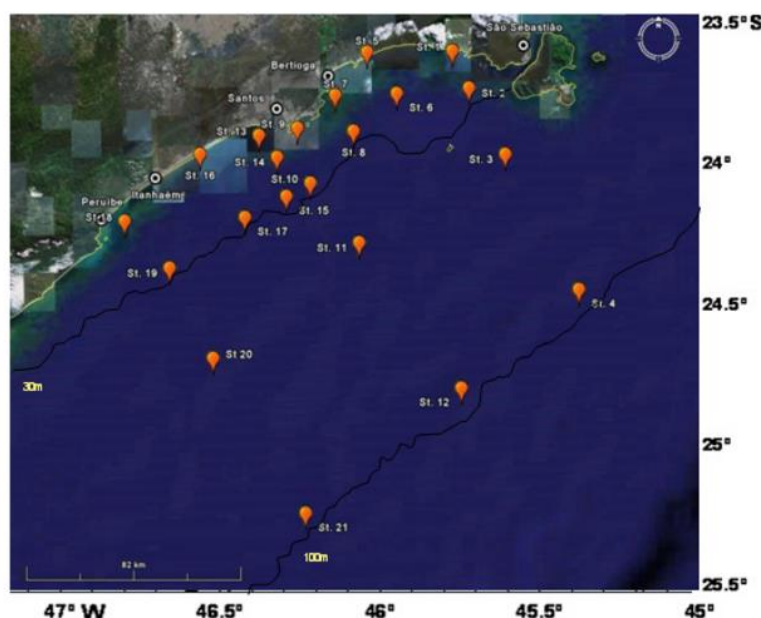 23.5° S
São Sebastião
St. 5
St. 1
Bertioga
St. 7
St. 2
St. 6
Santos
St. 9
St. 13
St. 8
24°
St. 14
St. 3
St. 16
St.10
Itanhaém
Peruíbe
St. 15
St. 18
St. 17
St. 11
St. 19
24.5°
St. 4
St 20
30m
St. 12
25°
St. 21
100m
82 km
25.5°
47° W
46.5°
46°
45.5°
45°